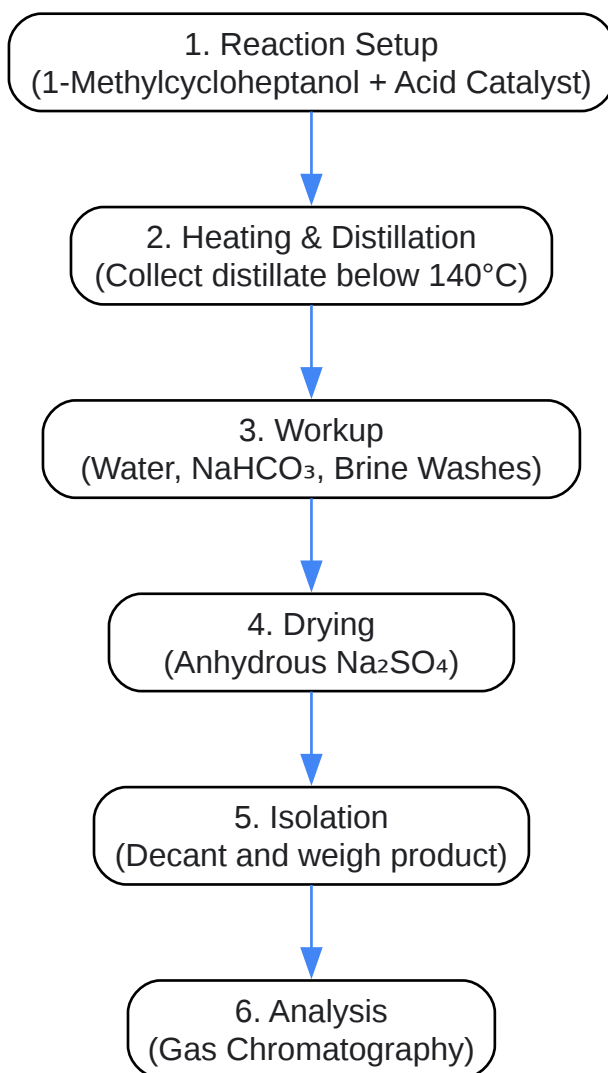 1. Reaction Setup
(1-Methylcycloheptanol + Acid Catalyst)
2. Heating & Distillation
(Collect distillate below 140°C)
3. Workup
(Water, NaHCO₃, Brine Washes)
4. Drying
(Anhydrous Na₂SO₄)
5. Isolation
(Decant and weigh product)
6. Analysis
(Gas Chromatography)